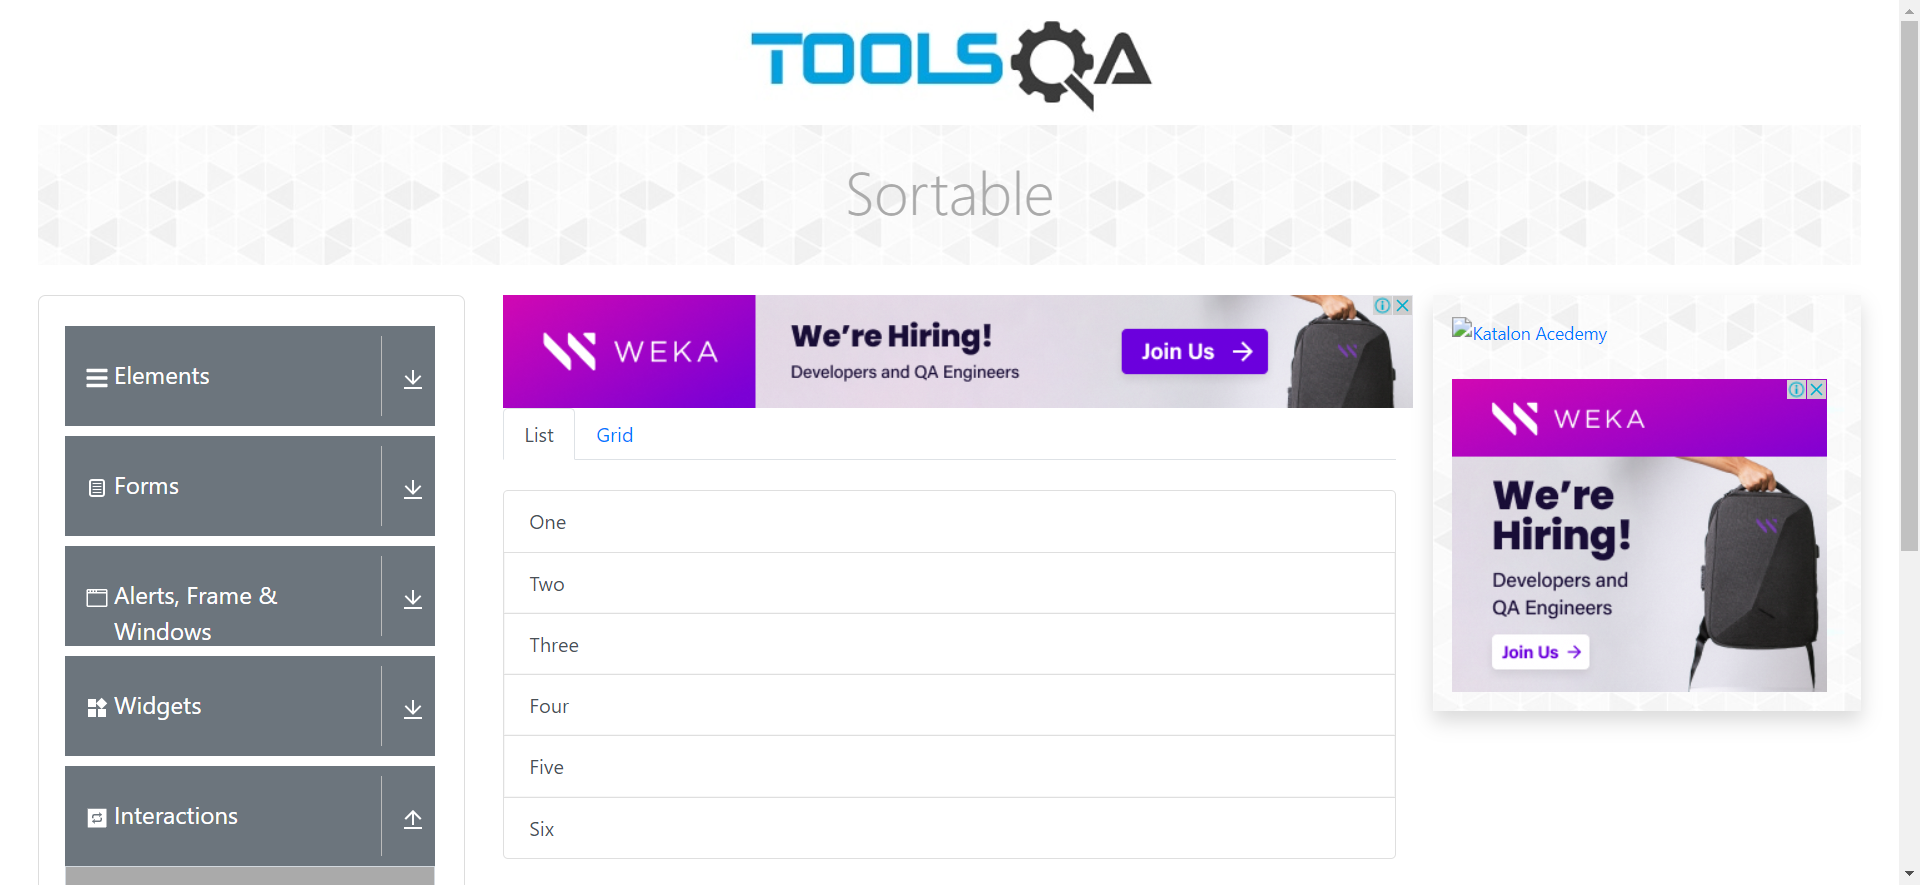 TOOLSQA
Sortable
Elements
Forms
Alerts, Frame &
Windows
Widgets
Interactions
WEKA
We're Hiring!
Developers and QA Engineers
Join Us
List
Grid
One
Two
Three
Four
Five
Six
Katalon Acedemy
WEKA
We're
Hiring!
Developers and
QA Engineers
Join Us